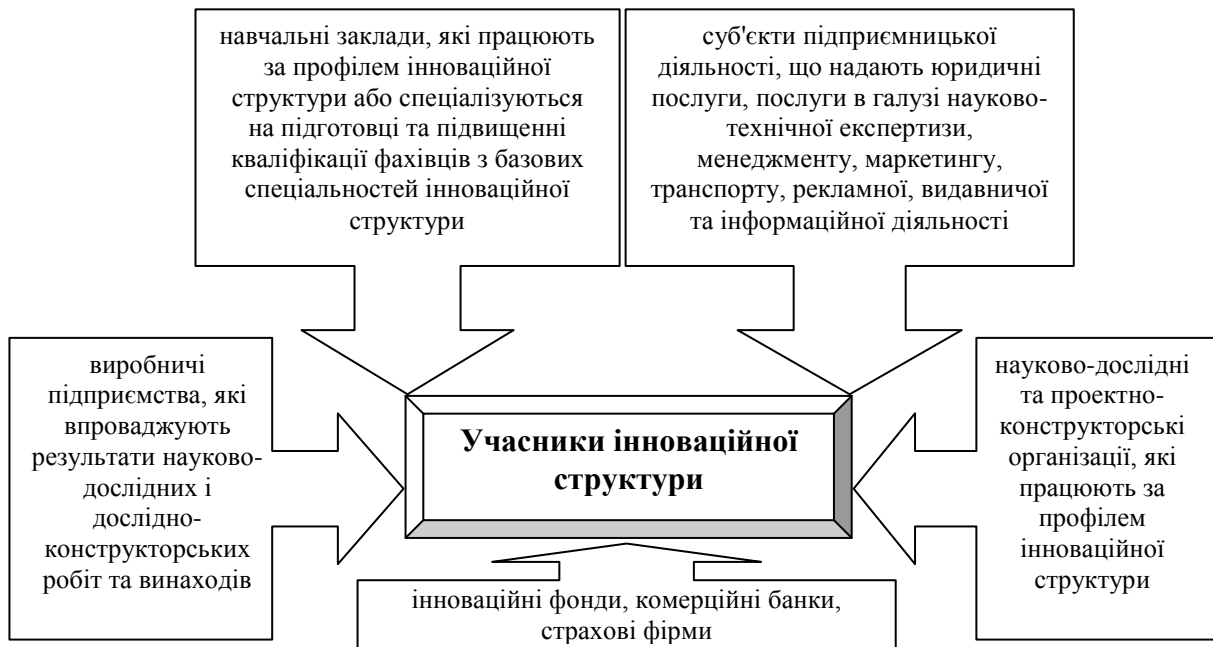 навчальні заклади, які працюють
за профілем інноваційної
структури або спеціалізуються
на підготовці та підвищенні
кваліфікації фахівців з базових
спеціальностей інноваційної
структури
суб'єкти підприємницької
діяльності, що надають юридичні
послуги, послуги в галузі науково-
технічної експертизи,
менеджменту, маркетингу,
транспорту, рекламної, видавничої
та інформаційної діяльності
виробничі
підприємства, які
впроваджують
результати науково-
дослідних і
дослідно-
конструкторських
робіт та винаходів
Учасники інноваційної
структури
науково-дослідні
та проектно-
конструкторські
організації, які
працюють за
профілем
інноваційної
структури
інноваційні фонди, комерційні банки,
страхові фірми